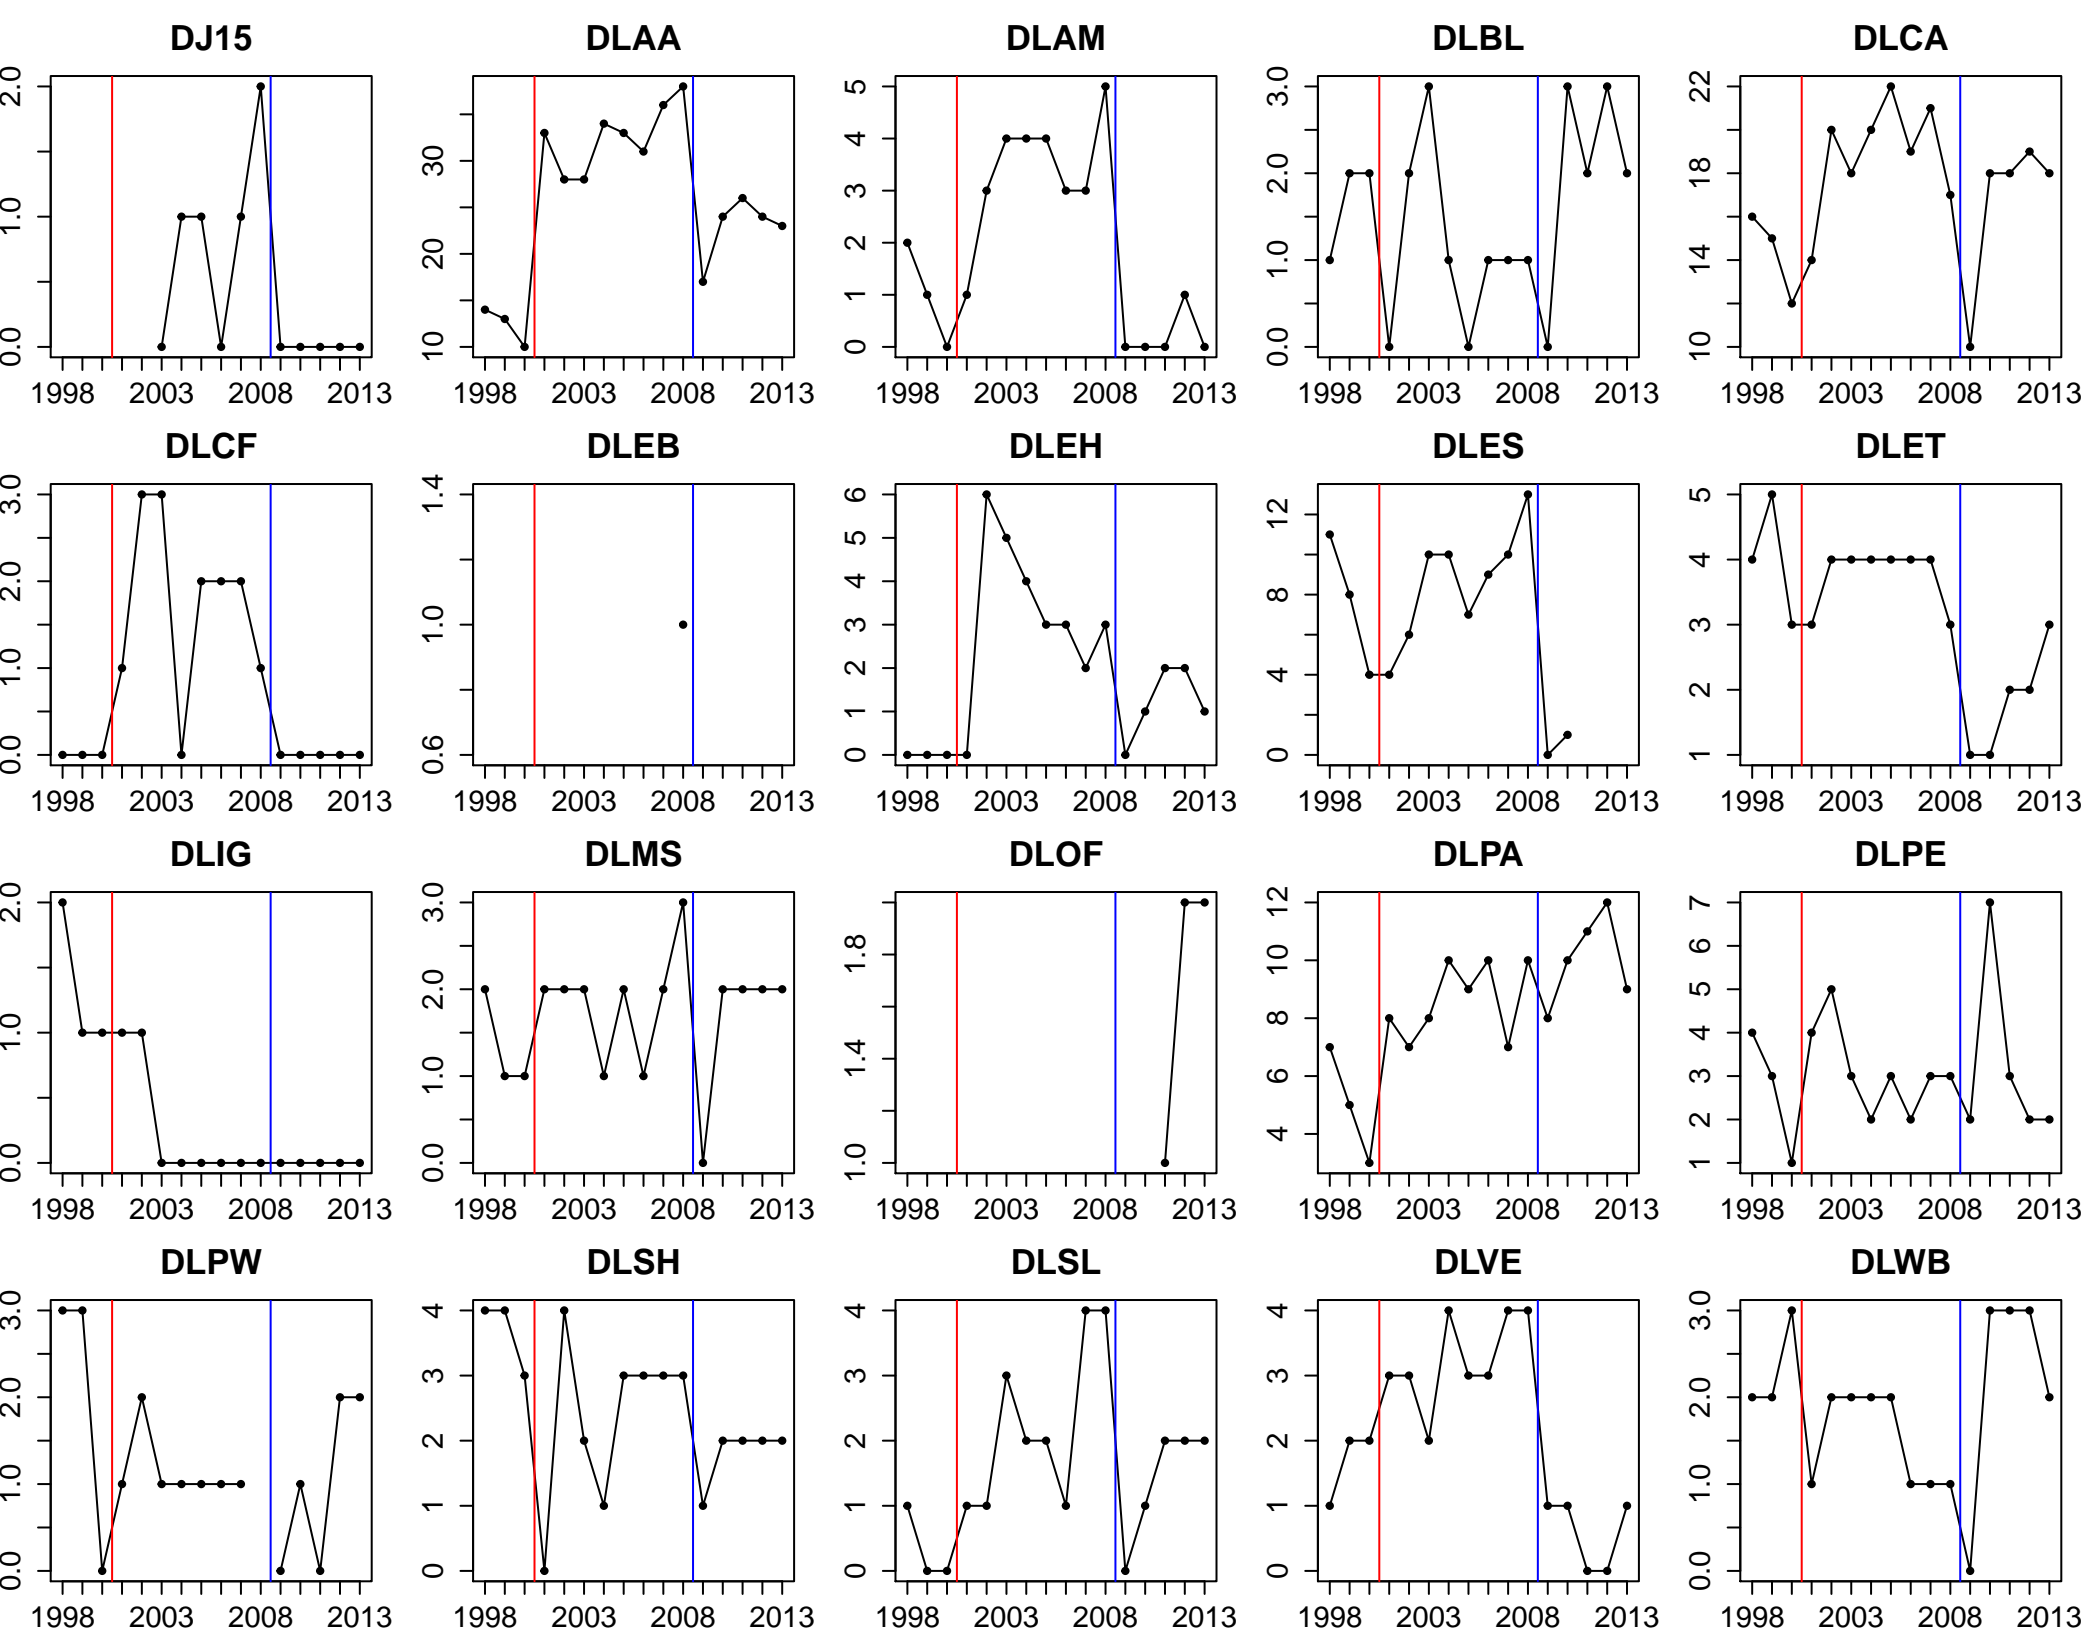 DJ15 DLAA DLAM DLBL DLCA
0.0 1.0 2.0 10 20 30 0 1 2 3 4 5 0.0 1.0 2.0 3.0 10 14 18 22
1998 2003 2008 2013 1998 2003 2008 2013 1998 2003 2008 2013 1998 2003 2008 2013 1998 2003 2008 2013
DLCF DLEB DLEH DLES DLET
0.0 1.0 2.0 3.0 0.6 1.0 1.4 0 1 2 3 4 5 6 0 4 8 12 1 2 3 4 5
1998 2003 2008 2013 1998 2003 2008 2013 1998 2003 2008 2013 1998 2003 2008 2013 1998 2003 2008 2013
DLIG DLMS DLOF DLPA DLPE
0.0 1.0 2.0 0.0 1.0 2.0 3.0 1.0 1.4 1.8 4 6 8 10 12 1 2 3 4 5 6 7
1998 2003 2008 2013 1998 2003 2008 2013 1998 2003 2008 2013 1998 2003 2008 2013 1998 2003 2008 2013
DLPW DLSH DLSL DLVE DLWB
0.0 1.0 2.0 3.0 0 1 2 3 4 0 1 2 3 4 0 1 2 3 4 0.0 1.0 2.0 3.0
1998 2003 2008 2013 1998 2003 2008 2013 1998 2003 2008 2013 1998 2003 2008 2013 1998 2003 2008 2013